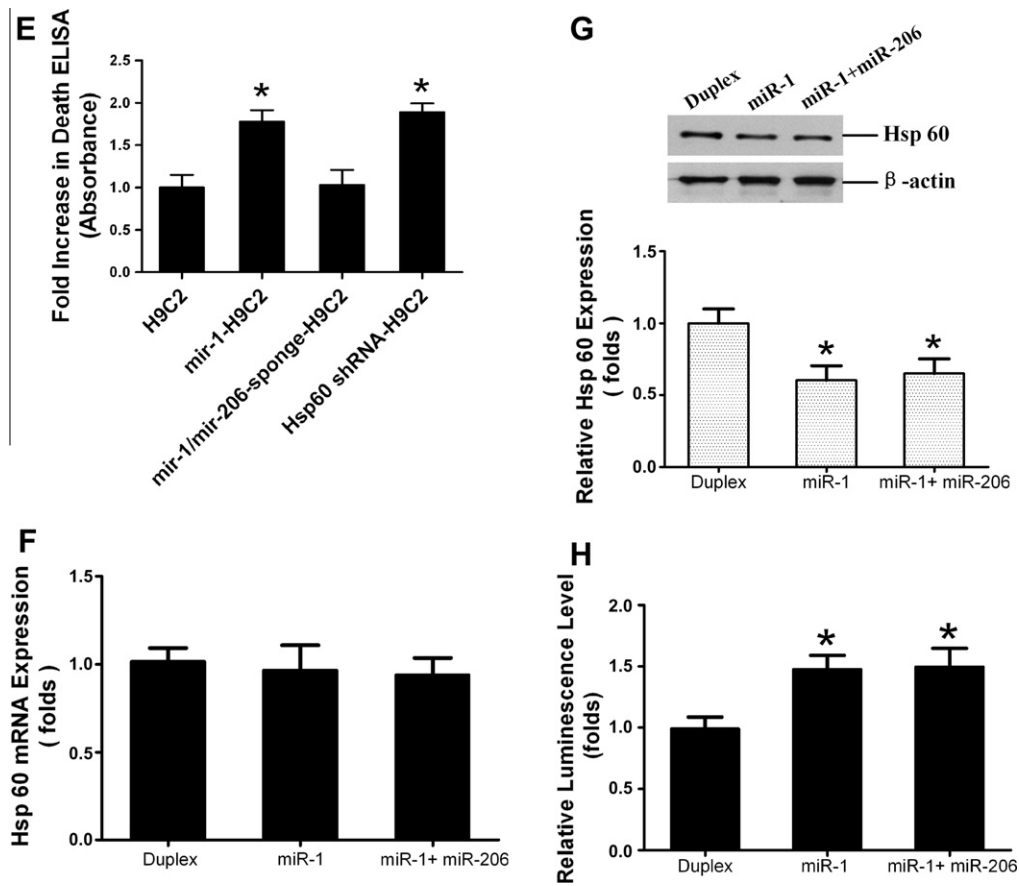 E
Fold Increase in Death ELISA
(Absorbance)
2.5
2.0
1.5
1.0
0.5
0.0
*
*
H9C2
mir-1-H9C2
mir-1/mir-206-sponge-H9C2
Hsp60 shRNA-H9C2
G
Duplex
miR-1
miR-1+miR-206
Hsp 60
β-actin
Relative Hsp 60 Expression
( folds )
1.5
1.0
0.5
0.0
*
*
Duplex
miR-1
miR-1+ miR-206
F
Hsp 60 mRNA Expression
( folds )
1.5
1.0
0.5
0.0
Duplex
miR-1
miR-1+ miR-206
H
Relative Luminescence Level
(folds)
2.0
1.5
1.0
0.5
0.0
*
*
Duplex
miR-1
miR-1+ miR-206